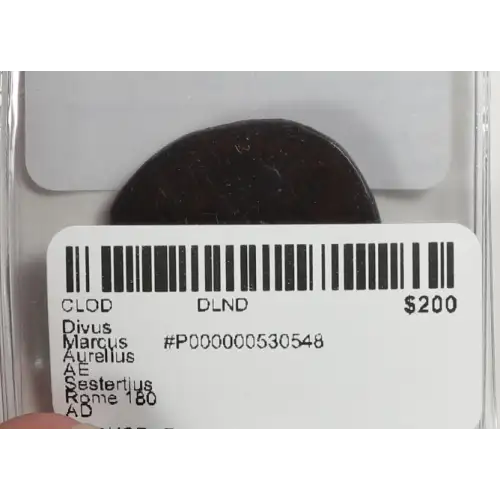 CLOD DLND $200
Divus
Marcus #P000000530548
Aurelius
AE
Sestertius
Rome 180
AD